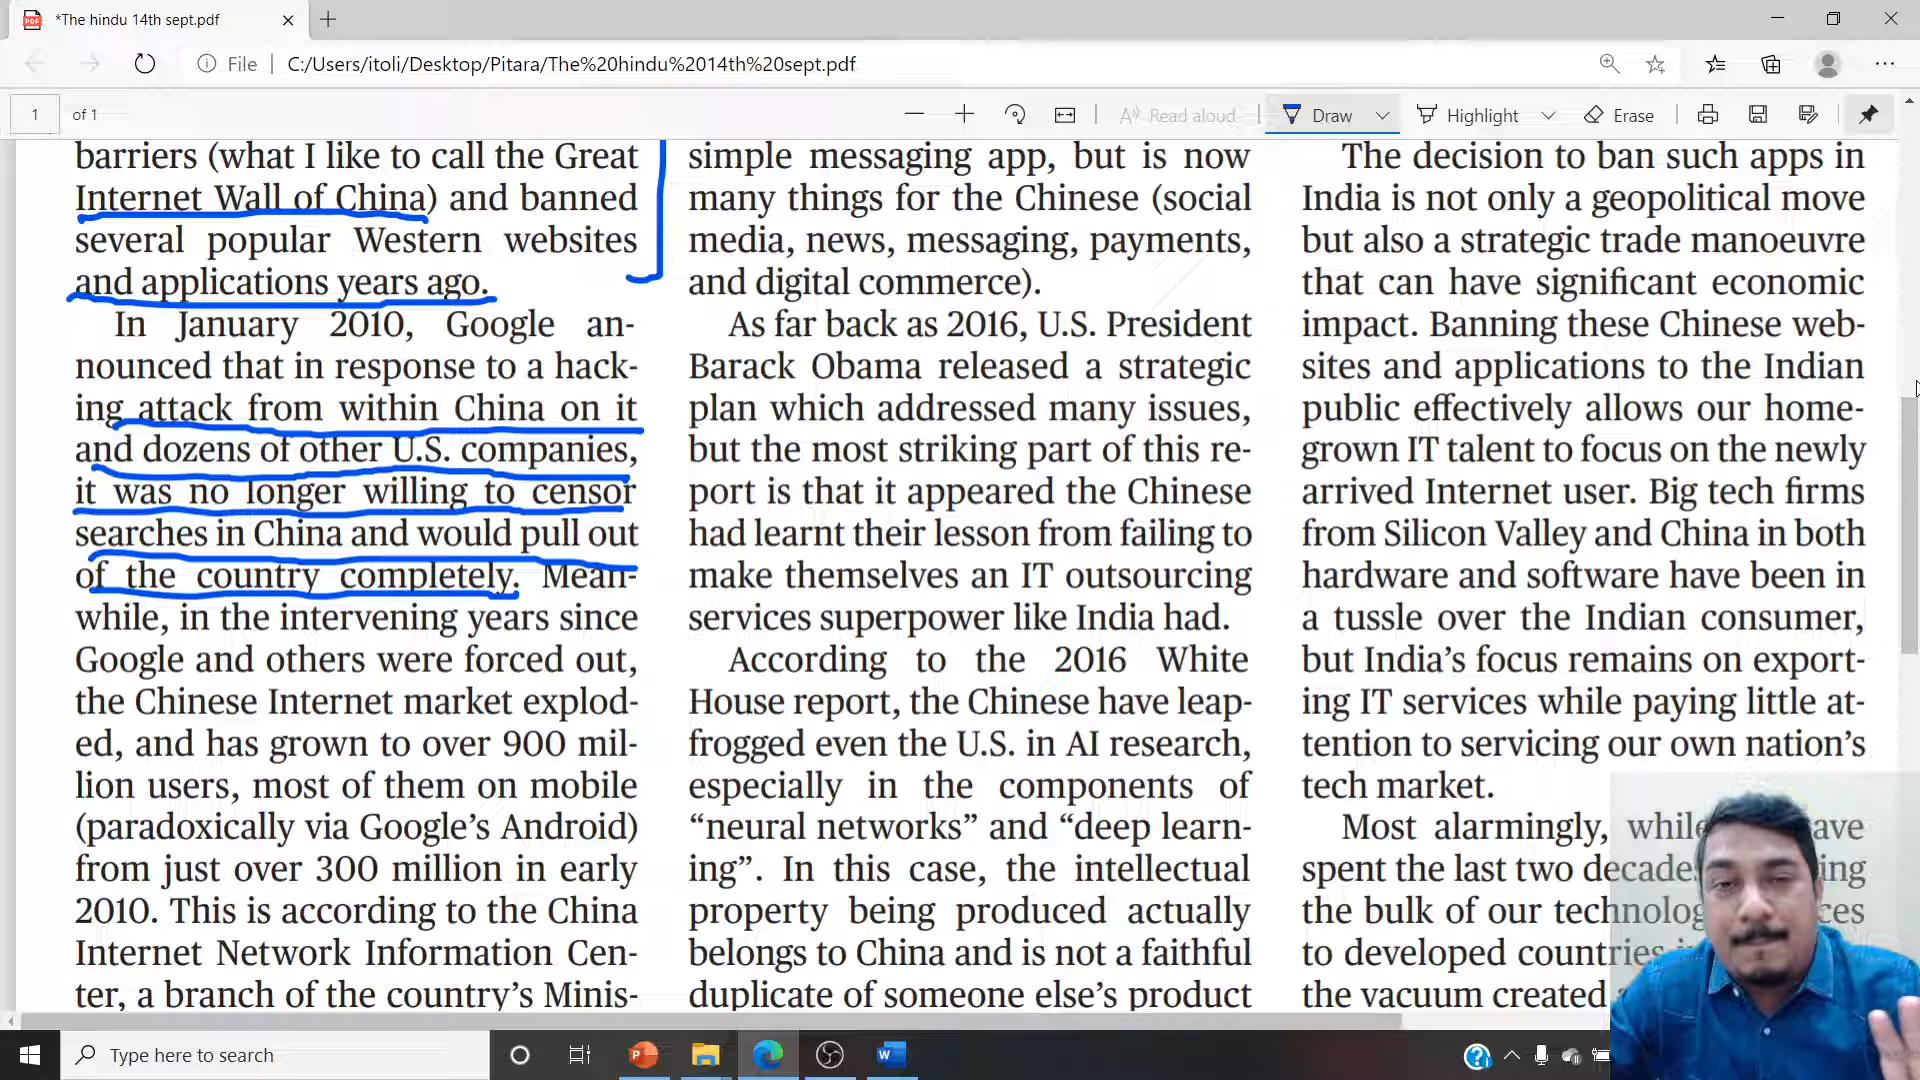 *The hindu 14th sept.pdf
File
C:/Users/itoli/Desktop/Pitara/The%20hindu%2014th%20sept.pdf
1
of 1
Read aloud
Draw
Highlight
Erase
barriers (what I like to call the Great
Internet Wall of China) and banned
several popular Western websites
and applications years ago.
In January 2010, Google an-
nounced that in response to a hack-
ing attack from within China on it
and dozens of other U.S. companies,
it was no longer willing to censor
searches in China and would pull out
of the country completely. Mean-
while, in the intervening years since
Google and others were forced out,
the Chinese Internet market explod-
ed, and has grown to over 900 mil-
lion users, most of them on mobile
(paradoxically via Google's Android)
from just over 300 million in early
2010. This is according to the China
Internet Network Information Cen-
ter, a branch of the country's Minis-
simple messaging app, but is now
many things for the Chinese (social
media, news, messaging, payments,
and digital commerce).
As far back as 2016, U.S. President
Barack Obama released a strategic
plan which addressed many issues,
but the most striking part of this re-
port is that it appeared the Chinese
had learnt their lesson from failing to
make themselves an IT outsourcing
services superpower like India had.
According to the 2016 White
House report, the Chinese have leap-
frogged even the U.S. in AI research,
especially in the components of
“neural networks” and “deep learn-
ing”. In this case, the intellectual
property being produced actually
belongs to China and is not a faithful
duplicate of someone else's product
The decision to ban such apps in
India is not only a geopolitical move
but also a strategic trade manoeuvre
that can have significant economic
impact. Banning these Chinese web-
sites and applications to the Indian
public effectively allows our home-
grown IT talent to focus on the newly
arrived Internet user. Big tech firms
from Silicon Valley and China in both
hardware and software have been in
a tussle over the Indian consumer,
but India's focus remains on export-
ing IT services while paying little at-
tention to servicing our own nation's
tech market.
Most alarmingly, while
spent the last two
the bulk of our
to developed countries
the vacuum created
Type here to search